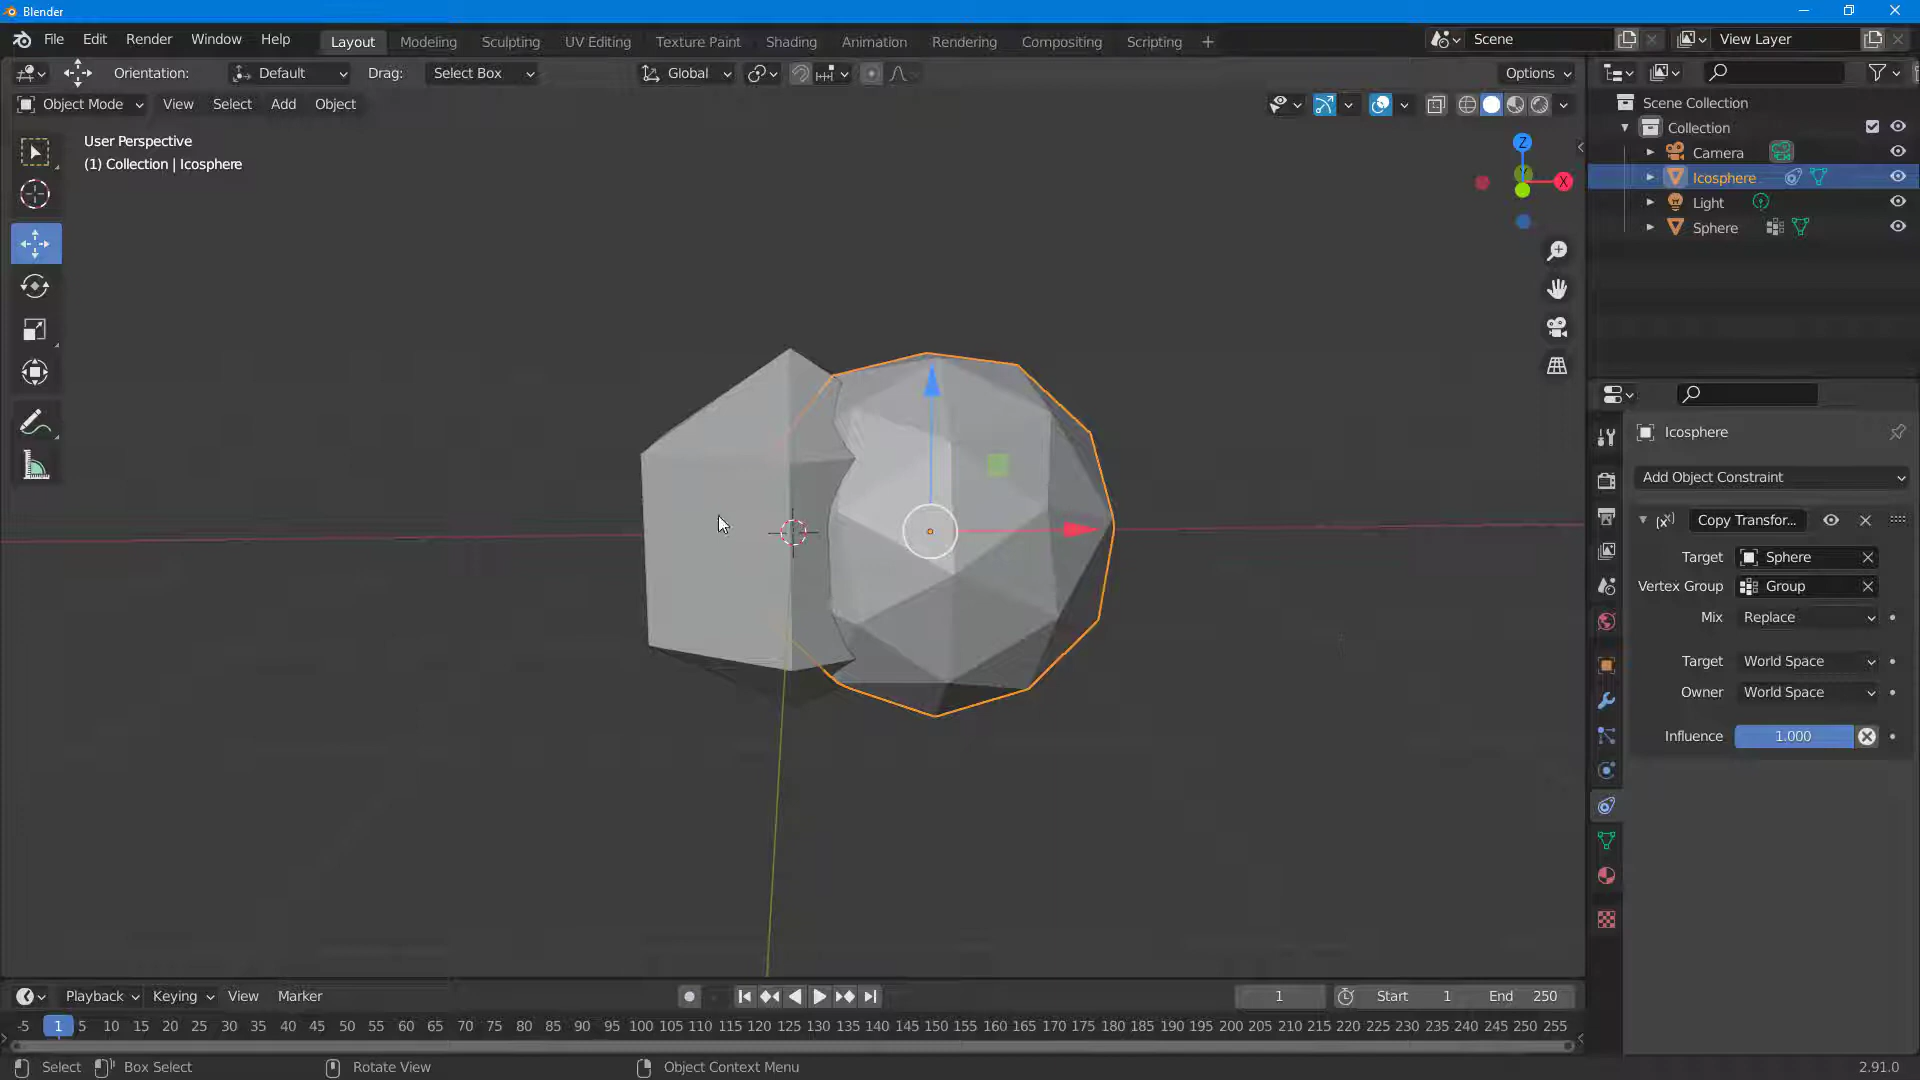 Blender
File Edit Render Window Help
Layout Modeling Sculpting UV Editing Texture Paint Shading Animation Rendering Compositing Scripting +
Scene
View Layer
Orientation: Default Drag: Select Box
Global
Options
Object Mode View Select Add Object
User Perspective
(1) Collection | Icosphere
Z
Y
X
Scene Collection
Collection
Camera
Icosphere
Light
Sphere
Icosphere
Add Object Constraint
Copy Transfor...
Target Sphere
Vertex Group Group
Mix Replace
Target World Space
Owner World Space
Influence 1.000
Playback Keying View Marker
1 Start 1 End 250
-5 1 5 10 15 20 25 30 35 40 45 50 55 60 65 70 75 80 85 90 95 100 105 110 115 120 125 130 135 140 145 150 155 160 165 170 175 180 185 190 195 200 205 210 215 220 225 230 235 240 245 250 255
Select Box Select Rotate View Object Context Menu 2.91.0